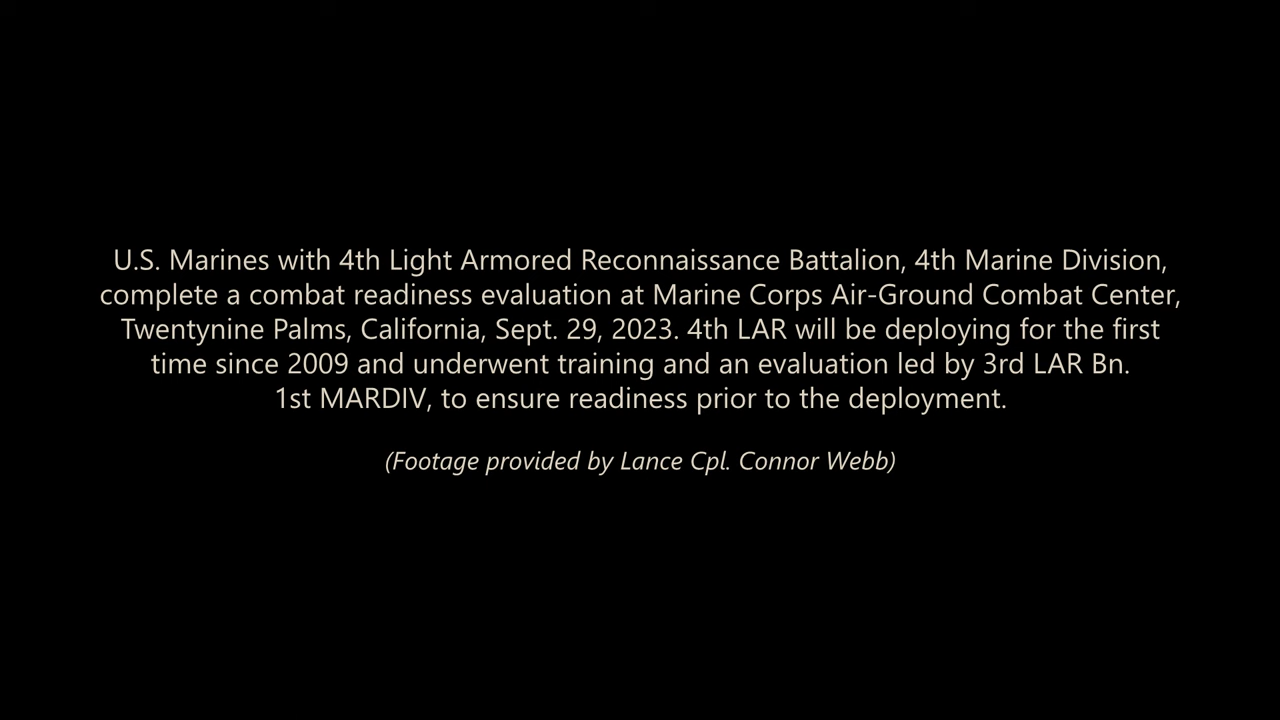 U.S. Marines with 4th Light Armored Reconnaissance Battalion, 4th Marine Division,
complete a combat readiness evaluation at Marine Corps Air-Ground Combat Center,
Twentynine Palms, California, Sept. 29, 2023. 4th LAR will be deploying for the first
time since 2009 and underwent training and an evaluation led by 3rd LAR Bn.
1st MARDIV, to ensure readiness prior to the deployment.
(Footage provided by Lance Cpl. Connor Webb)